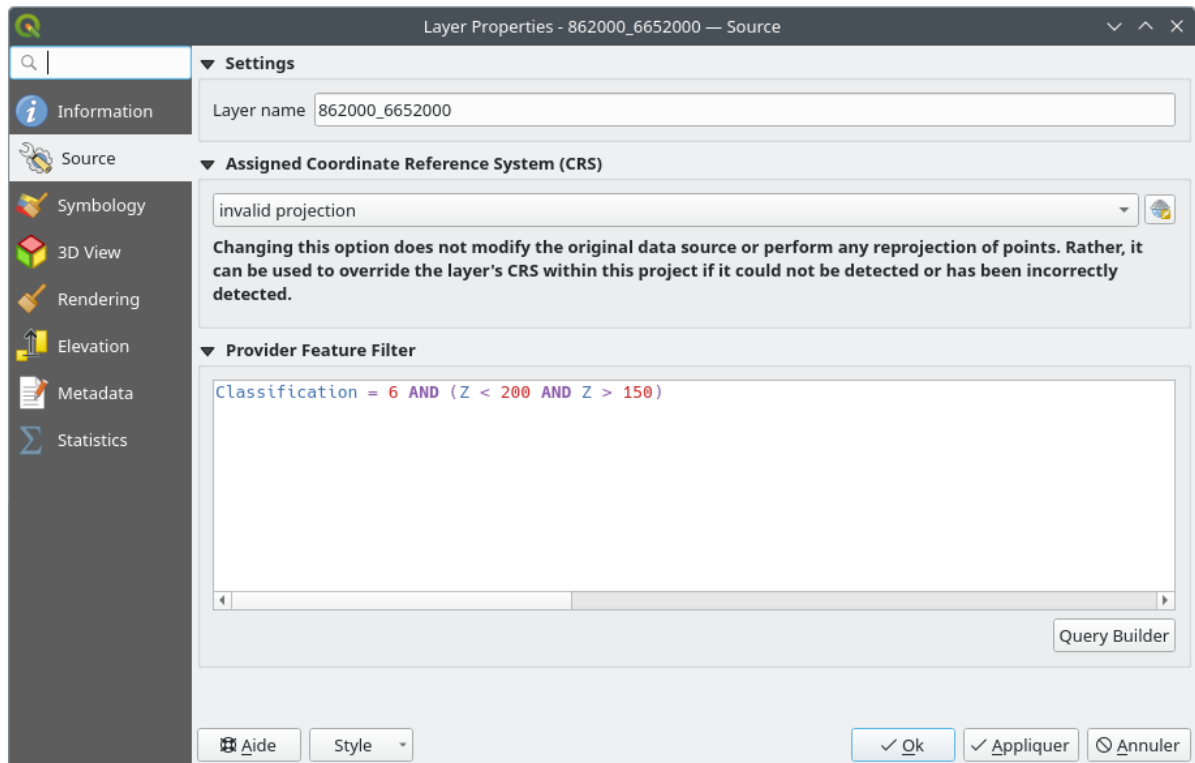 Layer Properties - 862000_6652000 — Source
Information
Source
Symbology
3D View
Rendering
Elevation
Metadata
Statistics
Settings
Layer name 862000_6652000
Assigned Coordinate Reference System (CRS)
invalid projection
Changing this option does not modify the original data source or perform any reprojection of points. Rather, it
can be used to override the layer's CRS within this project if it could not be detected or has been incorrectly
detected.
Provider Feature Filter
Classification = 6 AND (Z < 200 AND Z > 150)
Query Builder
Aide Style Ok Appliquer Annuler